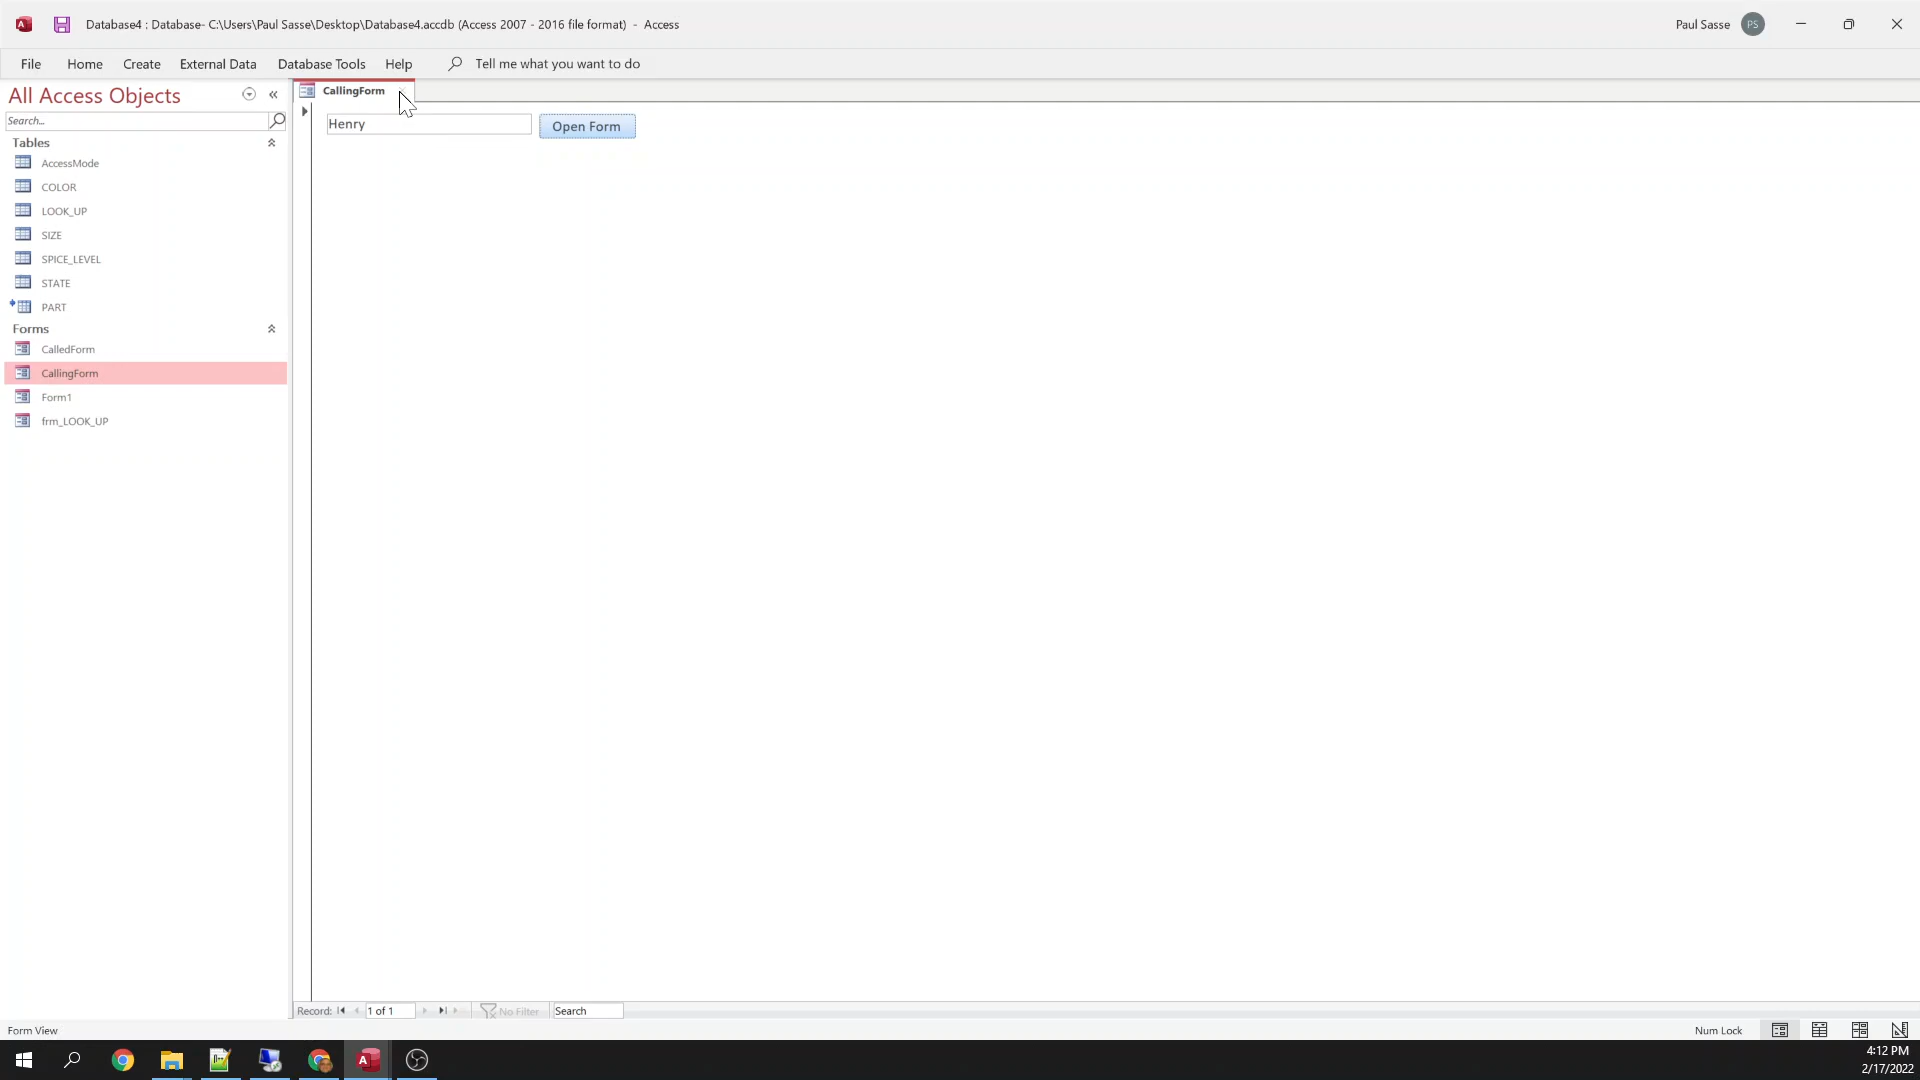 Database4 : Database- C:\Users\Paul Sasse\Desktop\Database4.accdb (Access 2007 - 2016 file format) - Access
Paul Sasse
PS
File Home Create External Data Database Tools Help Tell me what you want to do
All Access Objects
Search...
Tables
AccessMode
COLOR
LOOK_UP
SIZE
SPICE_LEVEL
STATE
PART
Forms
CalledForm
CallingForm
Form1
frm_LOOK_UP
CallingForm
Henry
Open Form
Record: 1 of 1 No Filter Search
Form View
Num Lock
4:12 PM
2/17/2022